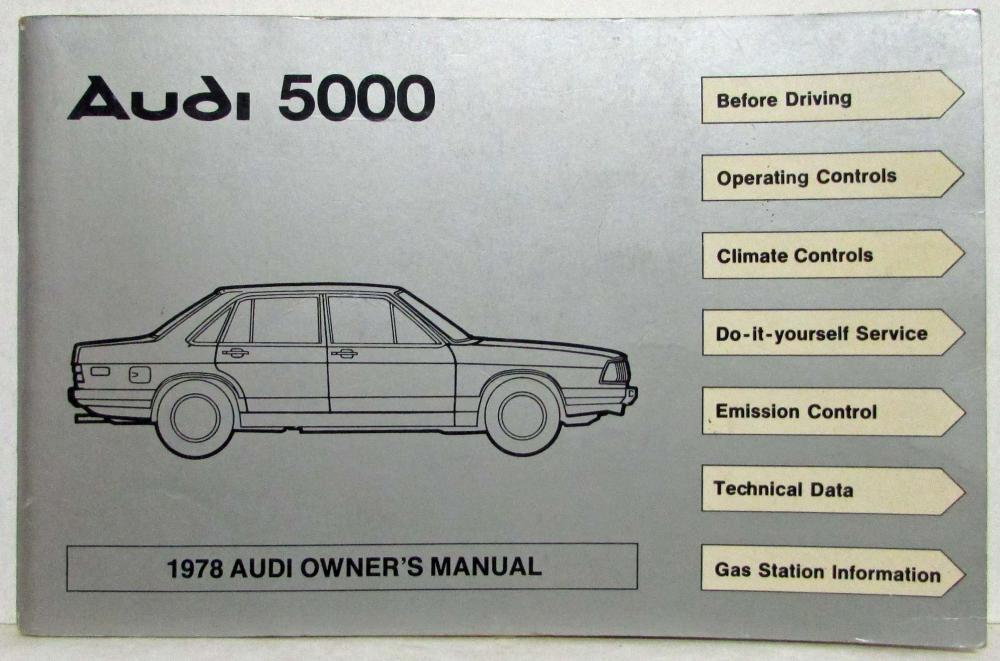 Audi 5000
Before Driving
Operating Controls
Climate Controls
Do-it-yourself Service
Emission Control
Technical Data
Gas Station Information
1978 AUDI OWNER'S MANUAL